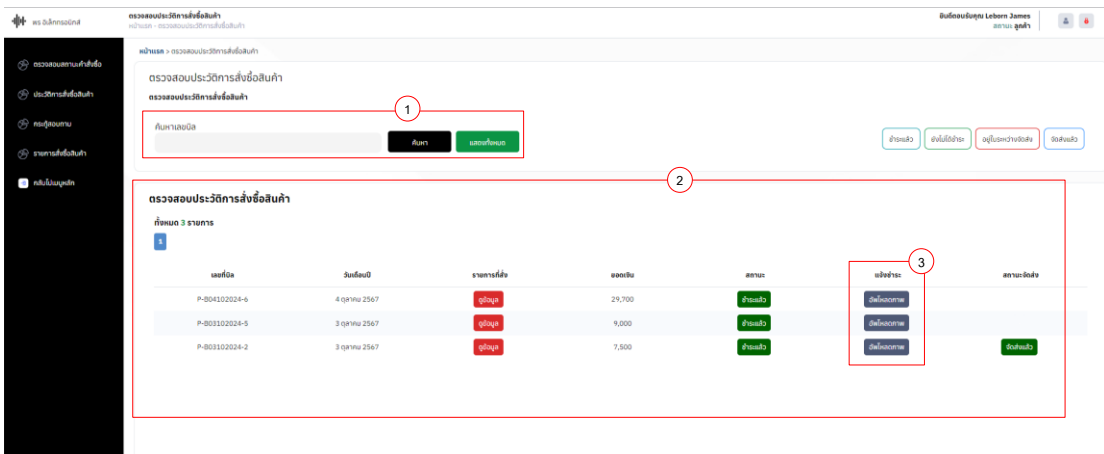 พร อิเล็กทรอนิกส์
ตรวจสอบประวัติการสั่งซื้อสินค้า
หน้าแรก - ตรวจสอบประวัติการสั่งซื้อสินค้า
ยินดีตอนรับคุณ Leborn James
สถานะ ลูกค้า
ตรวจสอบสถานะคำสั่งซื้อ
ประวัติการสั่งซื้อสินค้า
กระทู้สอบถาม
รายการสั่งซื้อสินค้า
กลับไปเมนูหลัก
หน้าแรก > ตรวจสอบประวัติการสั่งซื้อสินค้า
ตรวจสอบประวัติการสั่งซื้อสินค้า
ตรวจสอบประวัติการสั่งซื้อสินค้า
1
ค้นหาเลขบิล
ค้นหา
แสดงทั้งหมด
ชำระแล้ว ยังไม่ได้ชำระ อยู่ในระหว่างจัดส่ง จัดส่งแล้ว
2
ตรวจสอบประวัติการสั่งซื้อสินค้า
ทั้งหมด 3 รายการ
1
3
เลขที่บิล วันเดือนปี รายการที่สั่ง ยอดเงิน สถานะ แจ้งชำระ สถานะจัดส่ง
P-B04102024-6 4 ตุลาคม 2567 ดูข้อมูล 29,700 ชำระแล้ว อัพโหลดภาพ
P-B03102024-5 3 ตุลาคม 2567 ดูข้อมูล 9,000 ชำระแล้ว อัพโหลดภาพ
P-B03102024-2 3 ตุลาคม 2567 ดูข้อมูล 7,500 ชำระแล้ว อัพโหลดภาพ จัดส่งแล้ว